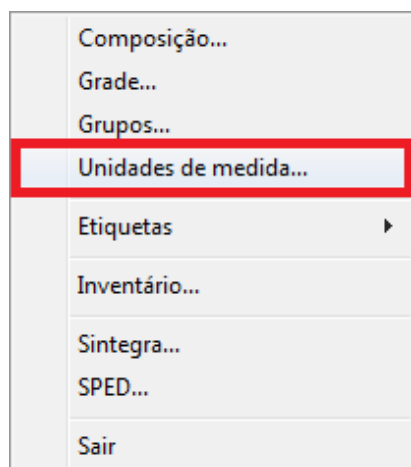 Composição...
Grade...
Grupos...
Unidades de medida...
Etiquetas
Inventário...
Sintegra...
SPED...
Sair